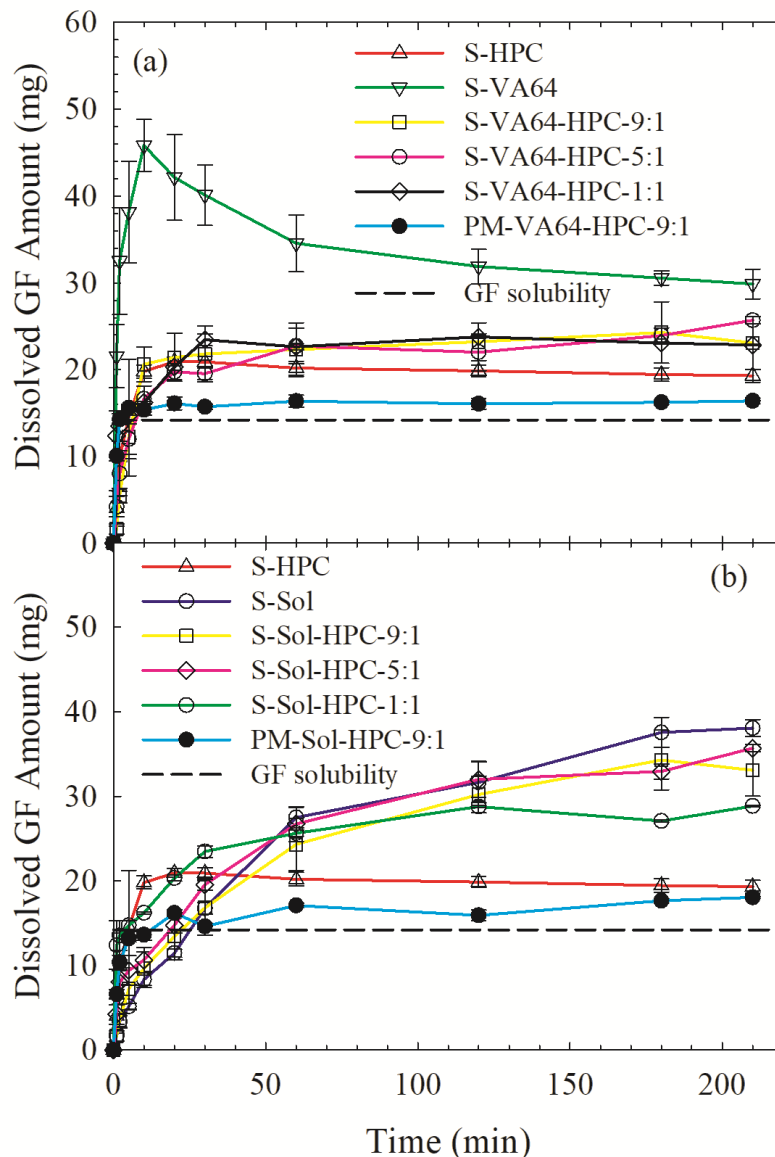 60
(a)
S-HPC
S-VA64
S-VA64-HPC-9:1
S-VA64-HPC-5:1
S-VA64-HPC-1:1
PM-VA64-HPC-9:1
GF solubility
50
40
30
20
10
0
Dissolved GF Amount (mg)
(b)
S-HPC
S-Sol
S-Sol-HPC-9:1
S-Sol-HPC-5:1
S-Sol-HPC-1:1
PM-Sol-HPC-9:1
GF solubility
50
40
30
20
10
0
Dissolved GF Amount (mg)
0 50 100 150 200
Time (min)